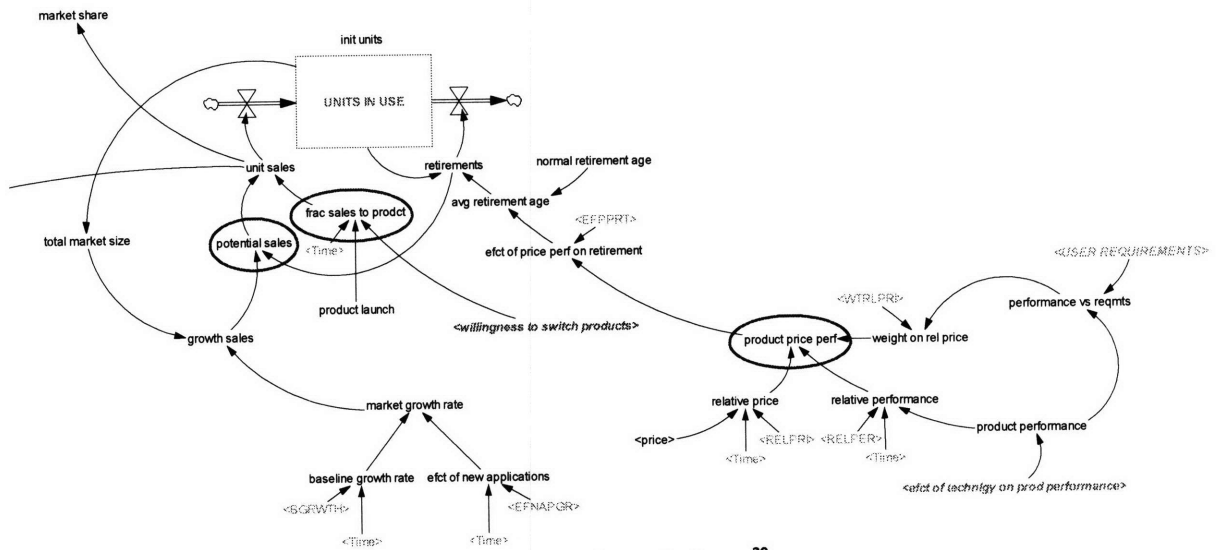 market share
init units
UNITS IN USE
unit sales
retirements
normal retirement age
avg retirement age
frac sales to prodct
<EFPPRT>
total market size
potential sales
<Time>
efct of price perf on retirement
<USER REQUIREMENTS>
product launch
<WTRLPRI>
performance vs reqmts
<willingness to switch products>
growth sales
product price perf
weight on rel price
market growth rate
relative price
relative performance
product performance
<price>
<RELPRI>
<RELPER>
<Time>
<Time>
baseline growth rate
efct of new applications
<efct of technlgy on prod performance>
<BGRWTH>
<EFNAPGR>
<Time>
<Time>